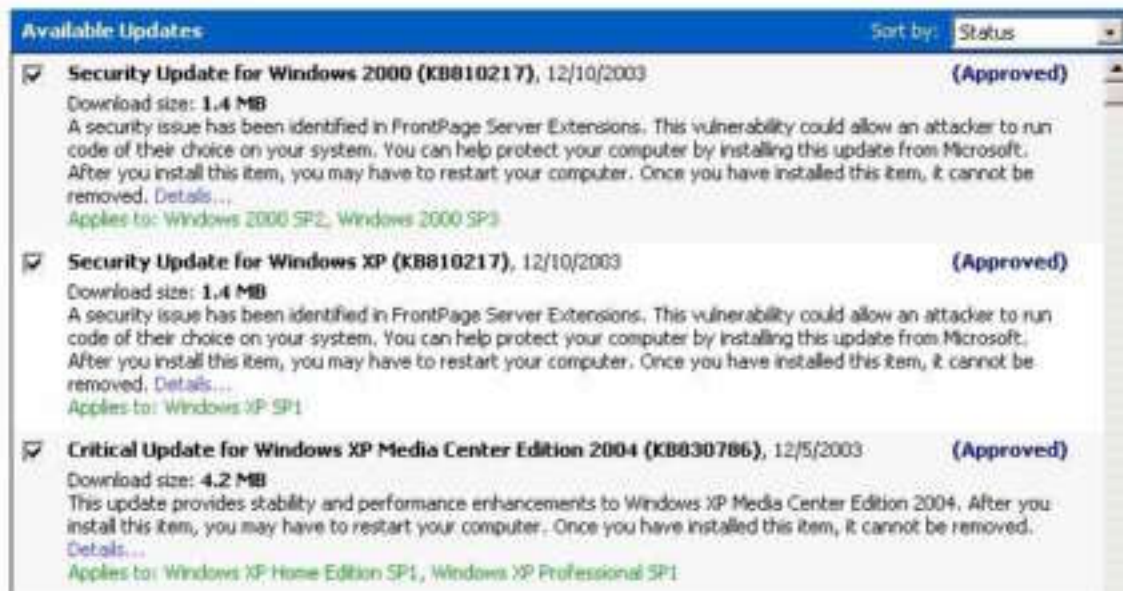 Available Updates Sort by: Status
Security Update for Windows 2000 (KB810217), 12/10/2003 (Approved)
Download size: 1.4 MB
A security issue has been identified in FrontPage Server Extensions. This vulnerability could allow an attacker to run
code of their choice on your system. You can help protect your computer by installing this update from Microsoft.
After you install this item, you may have to restart your computer. Once you have installed this item, it cannot be
removed. Details...
Applies to: Windows 2000 SP2, Windows 2000 SP3
Security Update for Windows XP (KB810217), 12/10/2003 (Approved)
Download size: 1.4 MB
A security issue has been identified in FrontPage Server Extensions. This vulnerability could allow an attacker to run
code of their choice on your system. You can help protect your computer by installing this update from Microsoft.
After you install this item, you may have to restart your computer. Once you have installed this item, it cannot be
removed. Details...
Applies to: Windows XP SP1
Critical Update for Windows XP Media Center Edition 2004 (KB830786), 12/5/2003 (Approved)
Download size: 4.2 MB
This update provides stability and performance enhancements to Windows XP Media Center Edition 2004. After you
install this item, you may have to restart your computer. Once you have installed this item, it cannot be removed.
Details...
Applies to: Windows XP Home Edition SP1, Windows XP Professional SP1